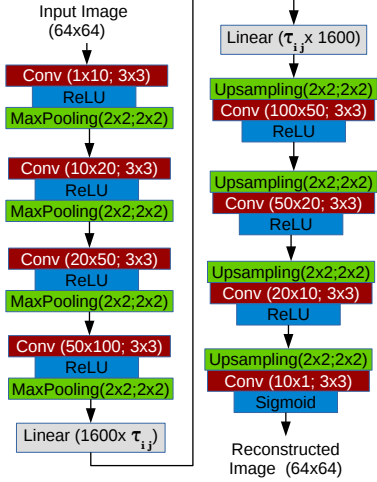 Input Image
(64x64)
Conv (1x10; 3x3)
ReLU
MaxPooling(2x2;2x2)
Conv (10x20; 3x3)
ReLU
MaxPooling(2x2;2x2)
Conv (20x50; 3x3)
ReLU
MaxPooling(2x2;2x2)
Conv (50x100; 3x3)
ReLU
MaxPooling(2x2;2x2)
Linear (1600x τij)
Linear (τij x 1600)
Upsampling(2x2;2x2)
Conv (100x50; 3x3)
ReLU
Upsampling(2x2;2x2)
Conv (50x20; 3x3)
ReLU
Upsampling(2x2;2x2)
Conv (20x10; 3x3)
ReLU
Upsampling(2x2;2x2)
Conv (10x1; 3x3)
Sigmoid
Reconstructed
Image (64x64)